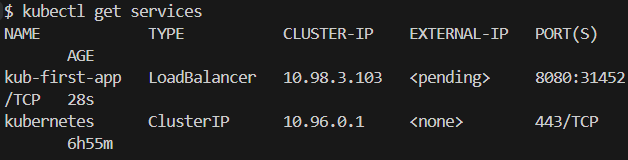 $ kubectl get services
NAME            TYPE           CLUSTER-IP    EXTERNAL-IP   PORT(S)
       AGE
kub-first-app   LoadBalancer   10.98.3.103   <pending>     8080:31452
/TCP   28s
kubernetes      ClusterIP      10.96.0.1     <none>        443/TCP
       6h55m